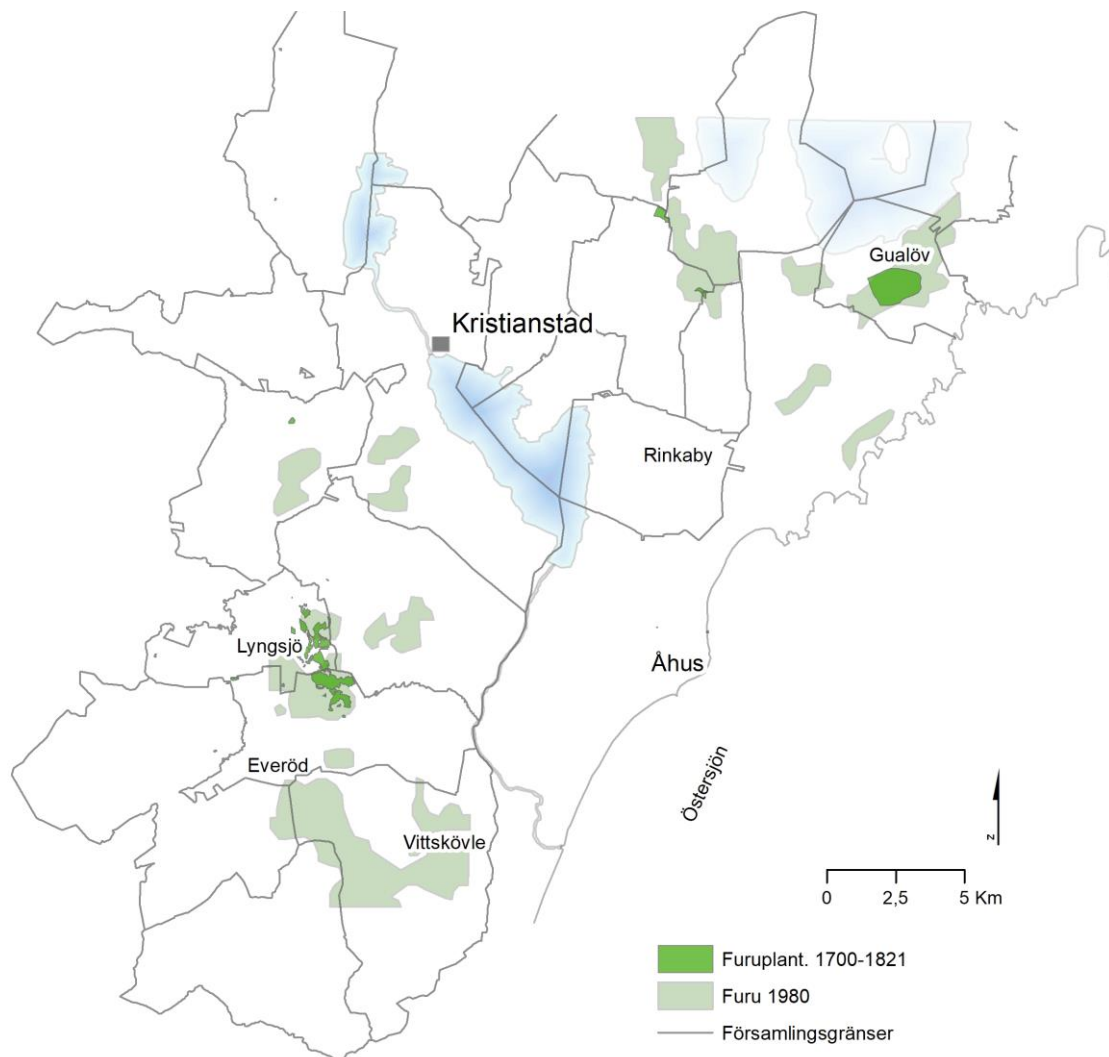 Gualöv
Kristianstad
Rinkaby
Lyngsjö
Åhus
Everöd
Östersjön
Vittskövle
z
0 2,5 5 Km
Furuplant. 1700-1821
Furu 1980
Församlingsgränser